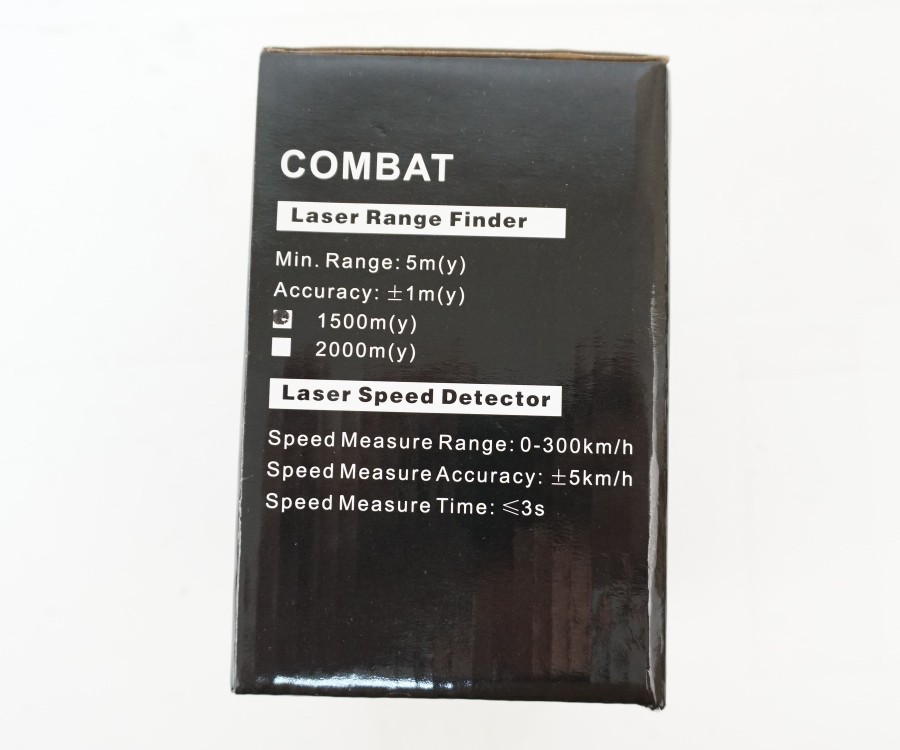 COMBAT
Laser Range Finder
Min. Range: 5m(y)
Accuracy: ±1m(y)
1500m(y)
2000m(y)
Laser Speed Detector
Speed Measure Range: 0-300km/h
Speed Measure Accuracy: ±5km/h
Speed Measure Time: ≤3s